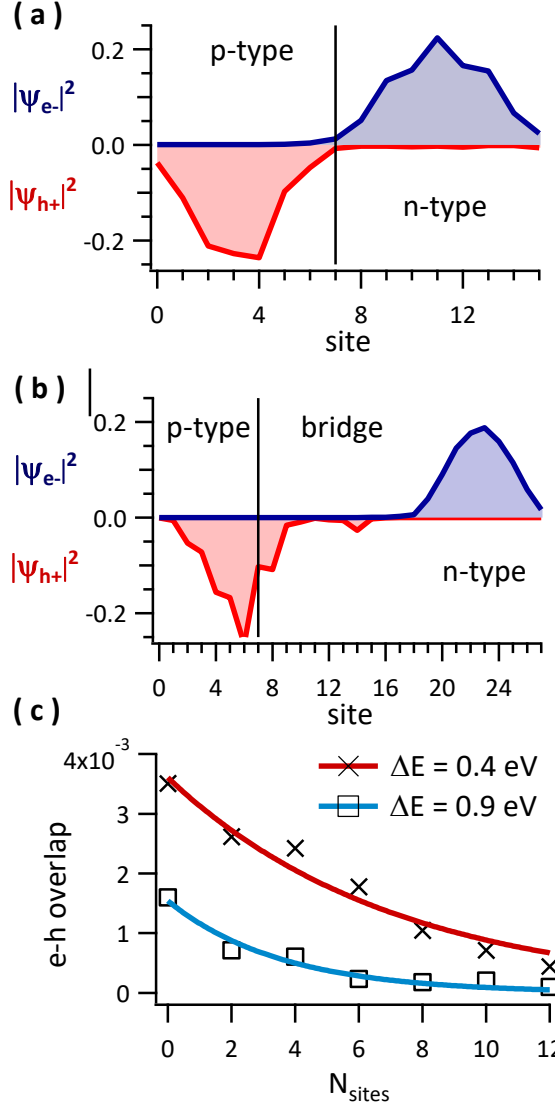 ( a )
p-type
0.2
|ψe-|²
0.0
|ψh+|²
n-type
-0.2
0 4 8 12
site
( b )
0.2
p-type bridge
|ψe-|²
0.0
|ψh+|²
n-type
-0.2
0 4 8 12 16 20 24
site
( c )
4x10⁻³
ΔE = 0.4 eV
ΔE = 0.9 eV
3
e-h overlap
2
1
0
0 2 4 6 8 10 12
Nsites